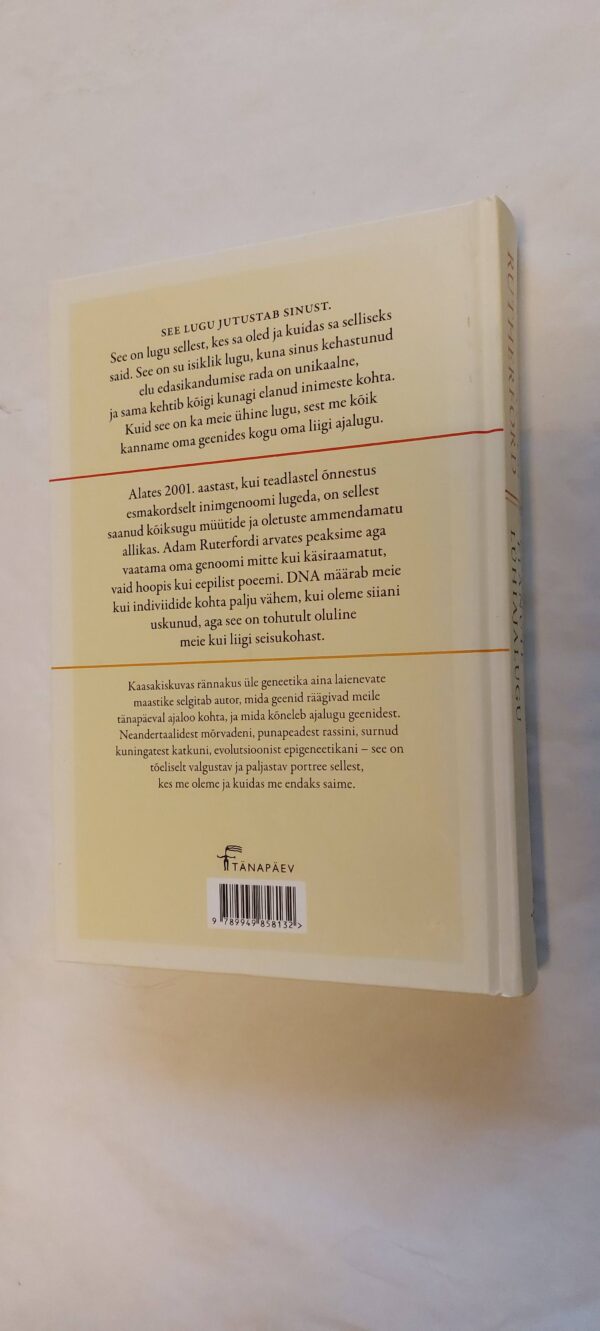 SEE LUGU JUTUSTAB SINUST.
See on lugu sellest, kes sa oled ja kuidas sa selliseks
said. See on su isiklik lugu, kuna sinus kehastunud
elu edasikandumise rada on unikaalne,
ja sama kehtib kõigi kunagi elanud inimeste kohta.
Kuid see on ka meie ühine lugu, sest me kõik
kanname oma geenides kogu oma liigi ajalugu.
Alates 2001. aastast, kui teadlastel õnnestus
esmakordselt inimgenoomi lugeda, on sellest
saanud kõiksugu müütide ja oletuste ammendamatu
allikas. Adam Ruterfordi arvates peaksime aga
vaatama oma genoomi mitte kui käsiraamatut,
vaid hoopis kui eepilist poeemi. DNA määrab meie
kui indiviidide kohta palju vähem, kui oleme siiani
uskunud, aga see on tohutult oluline
meie kui liigi seisukohast.
Kaasakiskuvas rännakus üle geneetika aina laienevate
maastike selgitab autor, mida geenid räägivad meile
tänapäeval ajaloo kohta, ja mida kõneleb ajalugu geenidest.
Neandertaalidest mõrvadeni, punapeadest rassini, surnud
kuningatest katkuni, evolutsioonist epigeneetikani – see on
tõeliselt valgustav ja paljastav portree sellest,
kes me oleme ja kuidas me endaks saime.
TÄNAPÄEV
9 789949 858132 >
RUTHERFORD //
LÜHIAJALUGU